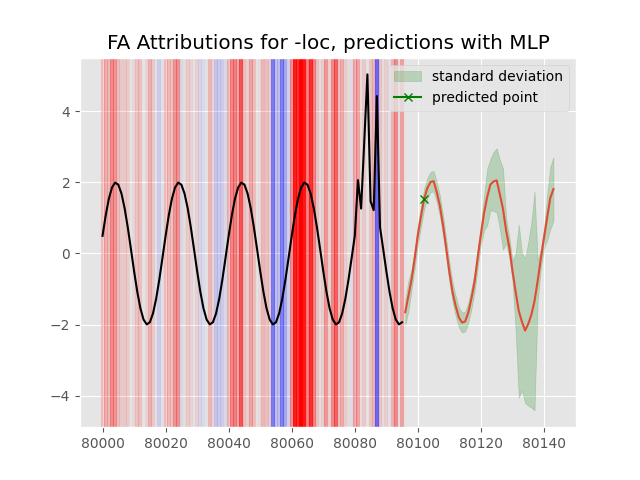 FA Attributions for -loc, predictions with MLP
standard deviation
predicted point
4
2
0
−2
−4
80000 80020 80040 80060 80080 80100 80120 80140